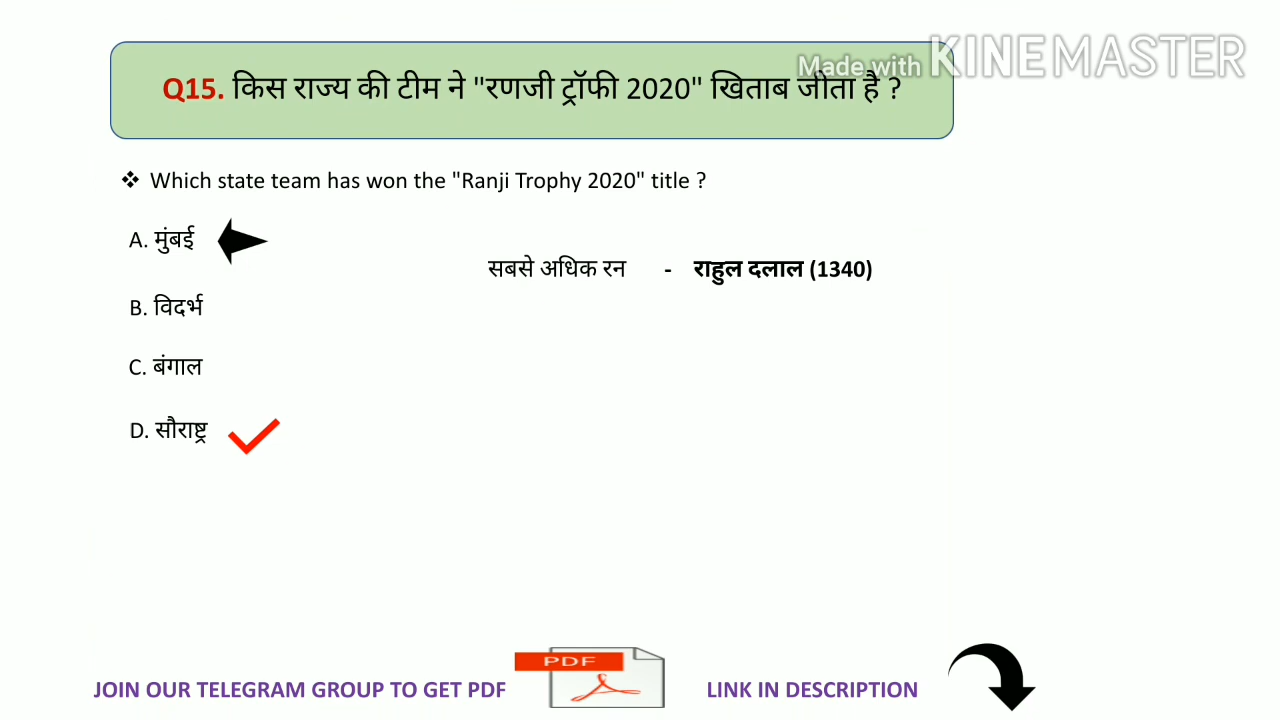 Made with KINEMASTER
Q15. किस राज्य की टीम ने "रणजी ट्रॉफी 2020" खिताब जीता है ?
❖ Which state team has won the "Ranji Trophy 2020" title ?
A. मुंबई
सबसे अधिक रन - राहुल दलाल (1340)
B. विदर्भ
C. बंगाल
D. सौराष्ट्र
PDF
JOIN OUR TELEGRAM GROUP TO GET PDF
LINK IN DESCRIPTION